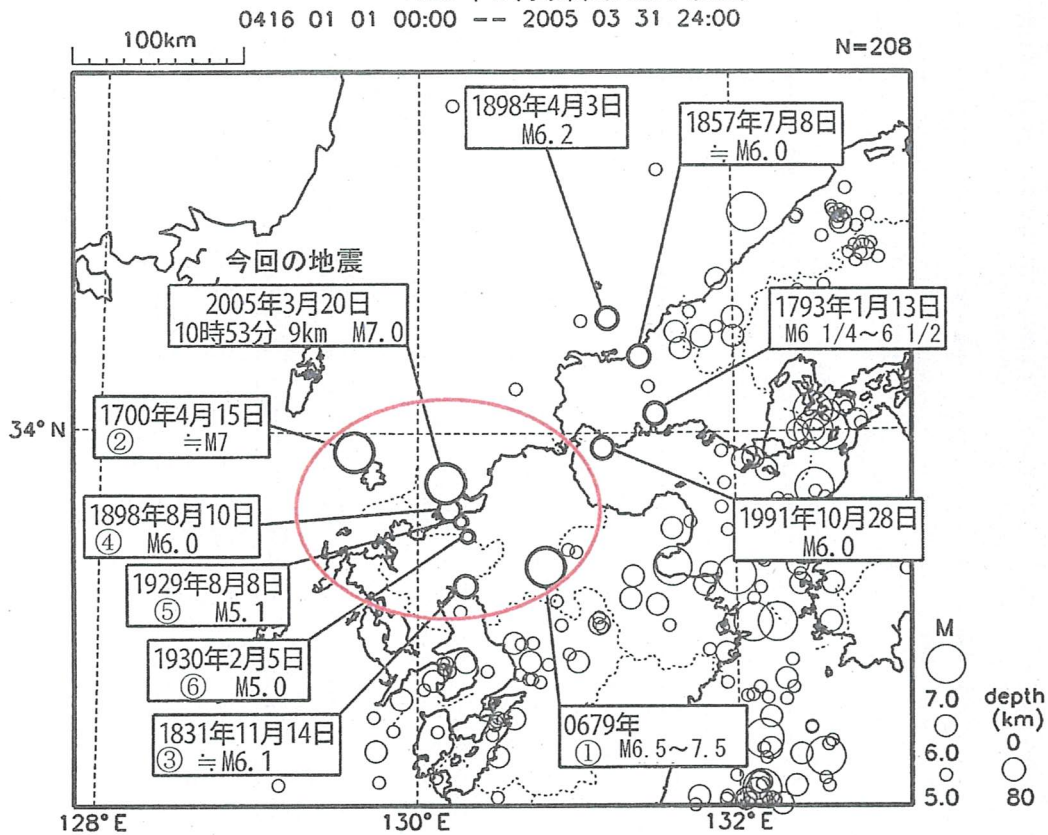 0416 01 01 00:00 -- 2005 03 31 24:00
100km
N=208
1898年4月3日
M6.2
1857年7月8日
≒M6.0
今回の地震
2005年3月20日
10時53分 9km M7.0
1793年1月13日
M6 1/4～6 1/2
1700年4月15日
② ≒M7
34°N
1898年8月10日
④ M6.0
1991年10月28日
M6.0
1929年8月8日
⑤ M5.1
1930年2月5日
⑥ M5.0
1831年11月14日
③ ≒M6.1
0679年
① M6.5～7.5
M
7.0
6.0
5.0
depth
(km)
0
80
128°E
130°E
132°E